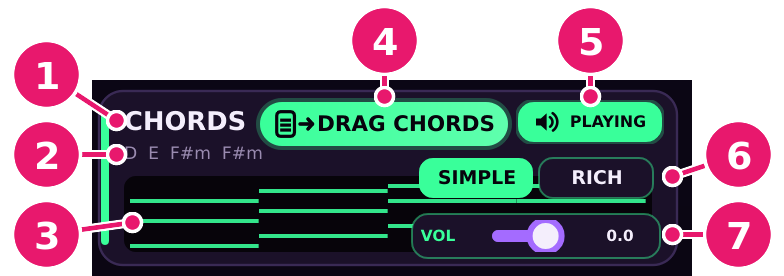 4 5
1 CHORDS DRAG CHORDS PLAYING
2 D E F#m F#m
SIMPLE RICH 6
3 VOL 0.0 7